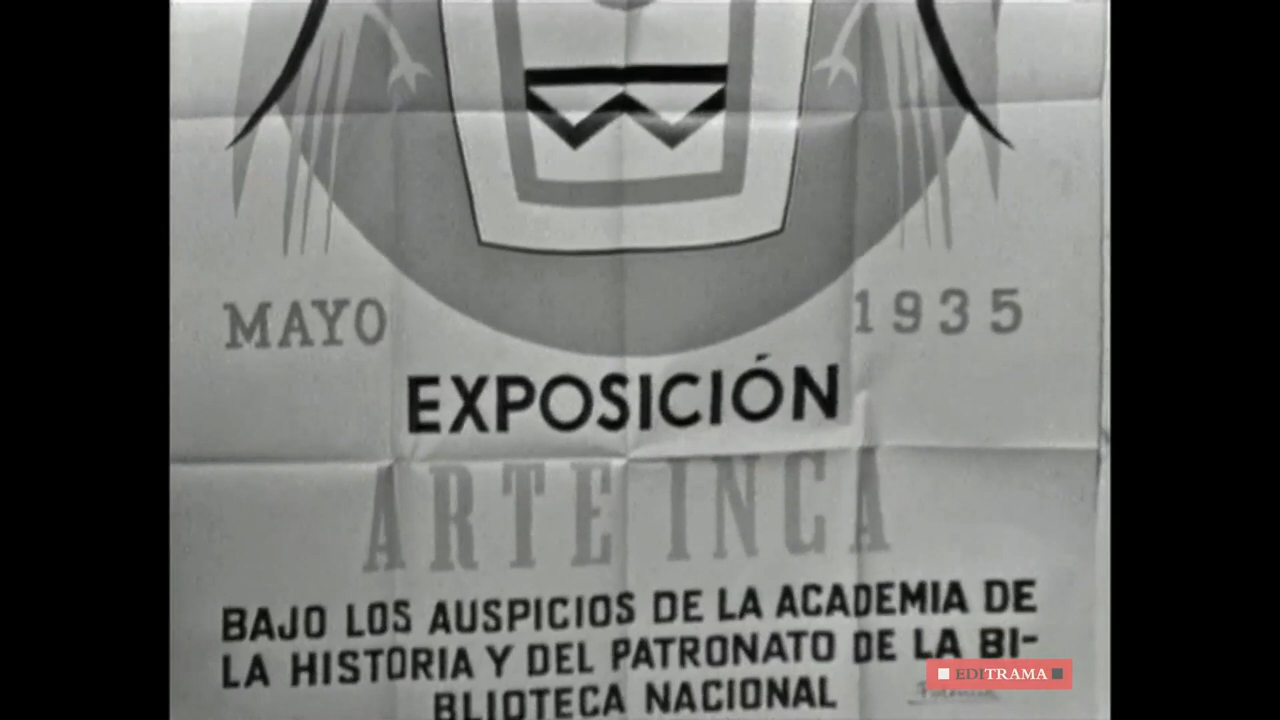 MAYO 1935
EXPOSICIÓN
ARTE INCA
BAJO LOS AUSPICIOS DE LA ACADEMIA DE
LA HISTORIA Y DEL PATRONATO DE LA BI-
BLIOTECA NACIONAL
EDITRAMA